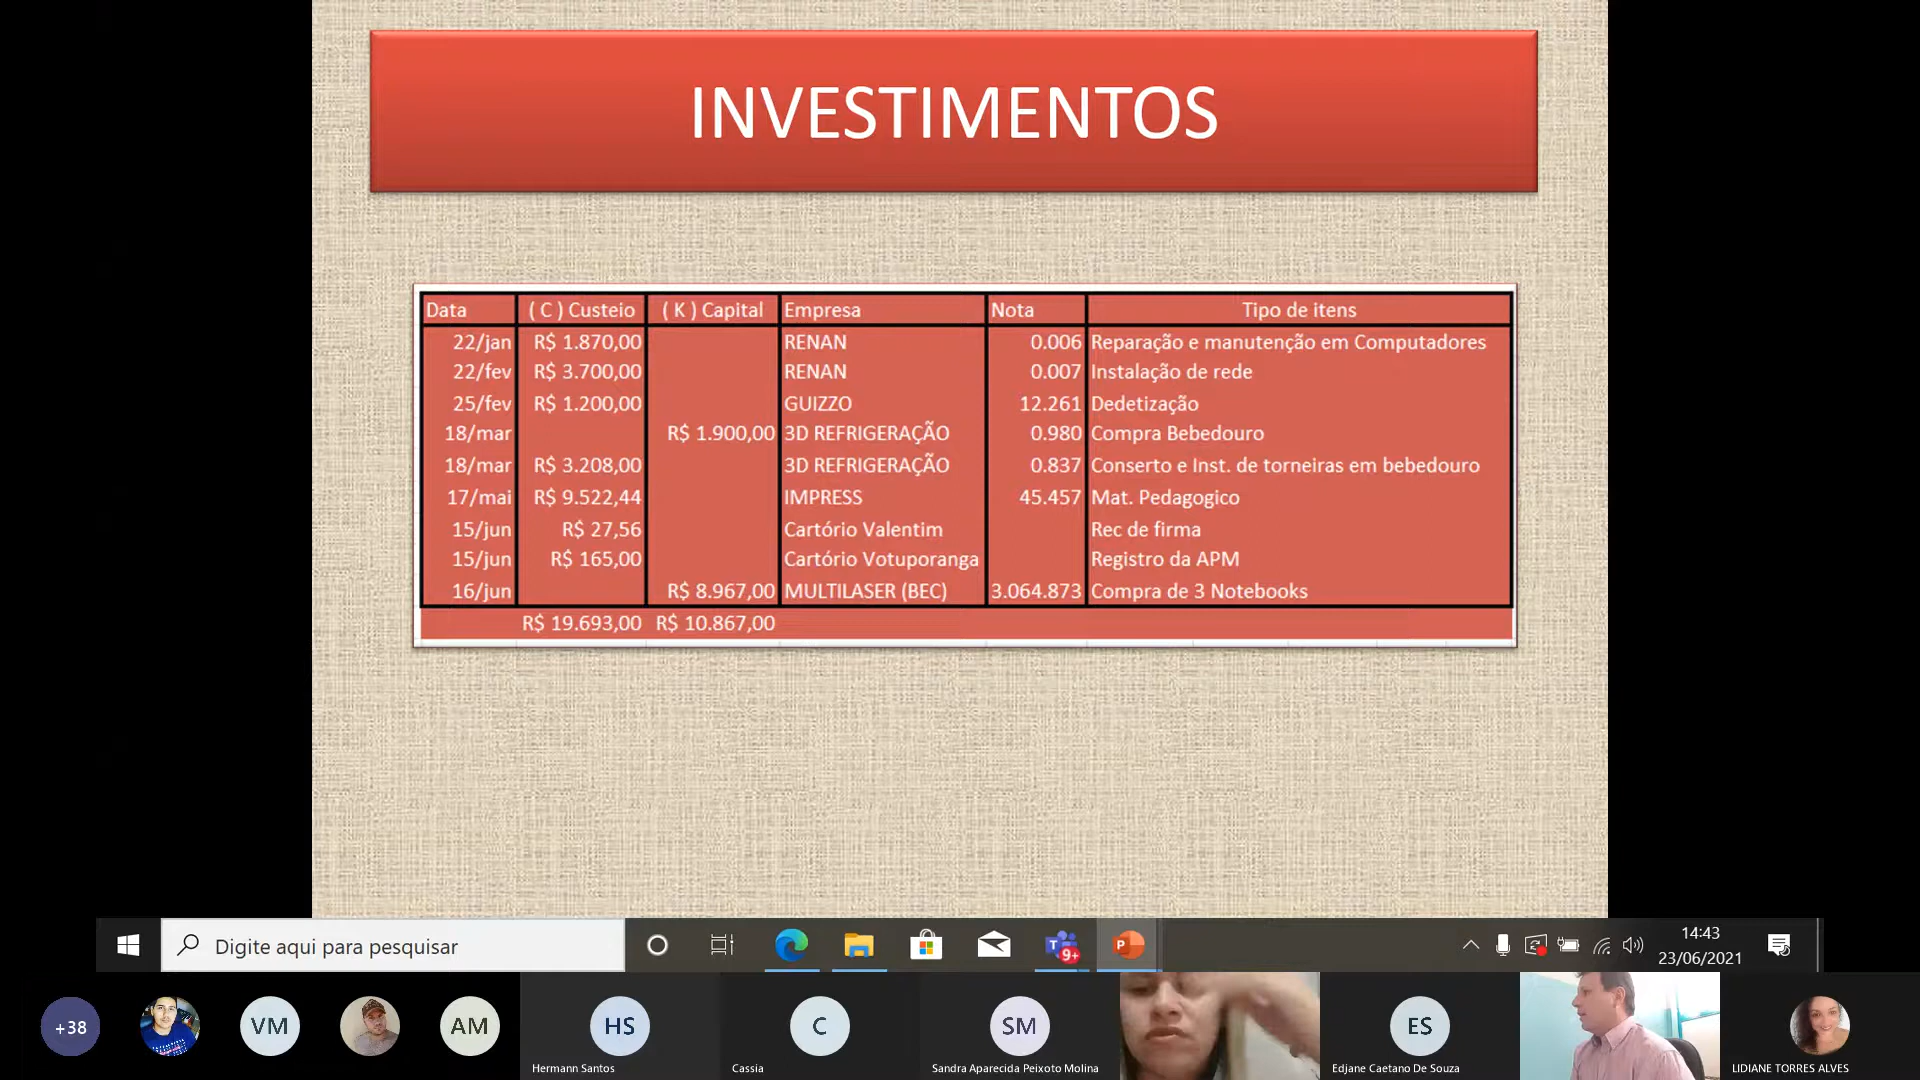 INVESTIMENTOS
Data ( C ) Custeio ( K ) Capital Empresa Nota Tipo de itens
22/jan R$ 1.870,00 RENAN 0.006 Reparação e manutenção em Computadores
22/fev R$ 3.700,00 RENAN 0.007 Instalação de rede
25/fev R$ 1.200,00 GUIZZO 12.261 Dedetização
18/mar R$ 1.900,00 3D REFRIGERAÇÃO 0.980 Compra Bebedouro
18/mar R$ 3.208,00 3D REFRIGERAÇÃO 0.837 Conserto e Inst. de torneiras em bebedouro
17/mai R$ 9.522,44 IMPRESS 45.457 Mat. Pedagogico
15/jun R$ 27,56 Cartório Valentim Rec de firma
15/jun R$ 165,00 Cartório Votuporanga Registro da APM
16/jun R$ 8.967,00 MULTILASER (BEC) 3.064.873 Compra de 3 Notebooks
R$ 19.693,00 R$ 10.867,00
Digite aqui para pesquisar
T 9+
P
14:43
23/06/2021
+38 VM AM HS C SM ES
Hermann Santos Cassia Sandra Aparecida Peixoto Molina Edjane Caetano De Souza LIDIANE TORRES ALVES